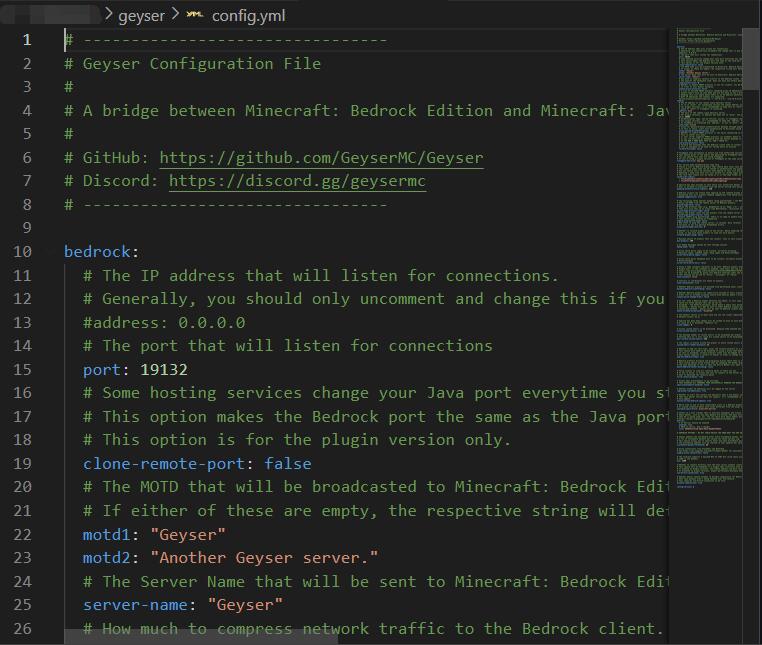 geyser > config.yml
1 # --------------------------------
2 # Geyser Configuration File
3 #
4 # A bridge between Minecraft: Bedrock Edition and Minecraft: Jav
5 #
6 # GitHub: https://github.com/GeyserMC/Geyser
7 # Discord: https://discord.gg/geysermc
8 # --------------------------------
9
10 bedrock:
11 # The IP address that will listen for connections.
12 # Generally, you should only uncomment and change this if you
13 #address: 0.0.0.0
14 # The port that will listen for connections
15 port: 19132
16 # Some hosting services change your Java port everytime you st
17 # This option makes the Bedrock port the same as the Java port
18 # This option is for the plugin version only.
19 clone-remote-port: false
20 # The MOTD that will be broadcasted to Minecraft: Bedrock Edit
21 # If either of these are empty, the respective string will def
22 motd1: "Geyser"
23 motd2: "Another Geyser server."
24 # The Server Name that will be sent to Minecraft: Bedrock Edit
25 server-name: "Geyser"
26 # How much to compress network traffic to the Bedrock client.